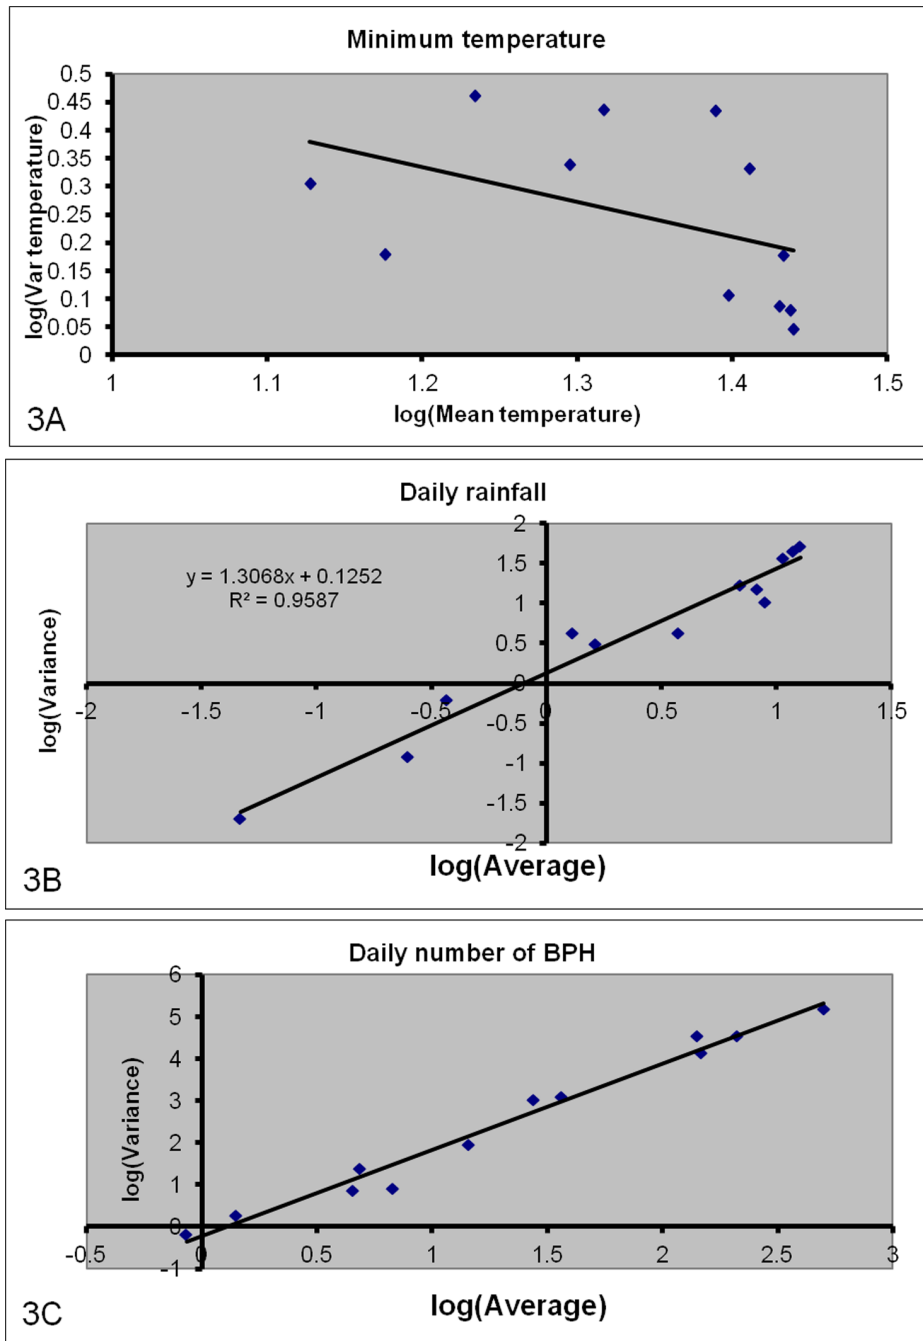 Minimum temperature
log(Var temperature)
0.5
0.45
0.4
0.35
0.3
0.25
0.2
0.15
0.1
0.05
0
1 1.1 1.2 1.3 1.4 1.5
log(Mean temperature)
3A
Daily rainfall
y = 1.3068x + 0.1252
R² = 0.9587
log(Variance)
2
1.5
1
0.5
0
-0.5
-1
-1.5
-2
-2 -1.5 -1 -0.5 0 0.5 1 1.5
log(Average)
3B
Daily number of BPH
log(Variance)
6
5
4
3
2
1
0
-1
-0.5 0 0.5 1 1.5 2 2.5 3
log(Average)
3C